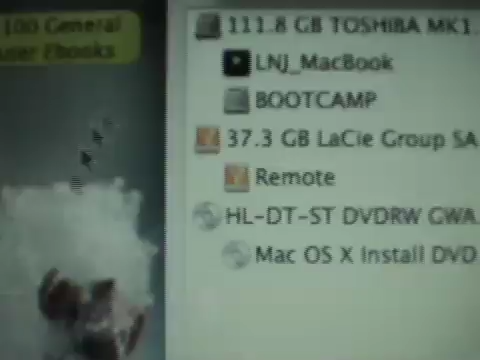 100 General
Ebooks
111.8 GB TOSHIBA MK1
LNJ_MacBook
BOOTCAMP
37.3 GB LaCie Group SA
Remote
HL-DT-ST DVDRW GWA
Mac OS X Install DVD